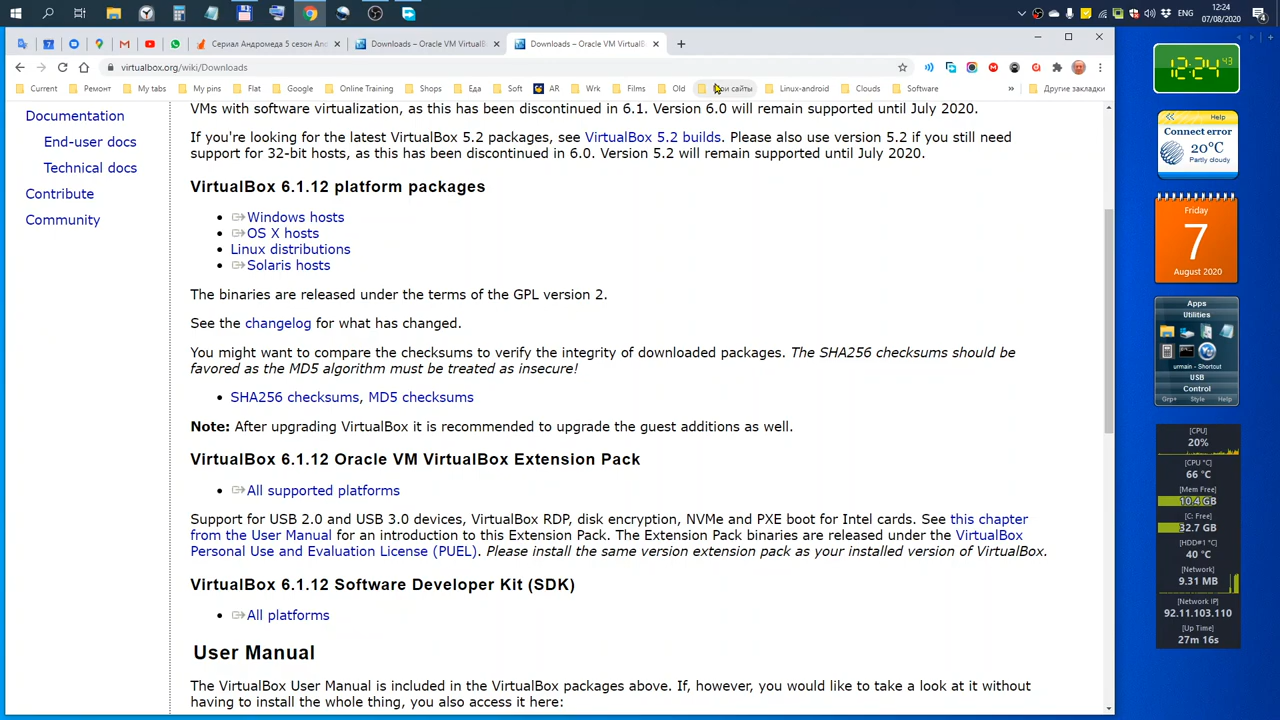 ENG
12:24
07/08/2020
4
Сериал Андромеда 5 сезон And
Downloads – Oracle VM VirtualB
Downloads – Oracle VM VirtualB
virtualbox.org/wiki/Downloads
Current
Ремонт
My tabs
My pins
Flat
Google
Online Training
Shops
Еда
Soft
AR
Wrk
Films
Old
сайты
Linux-android
Clouds
Software
»
Другие закладки
Documentation
End-user docs
Technical docs
Contribute
Community
VMs with software virtualization, as this has been discontinued in 6.1. Version 6.0 will remain supported until July 2020.
If you're looking for the latest VirtualBox 5.2 packages, see VirtualBox 5.2 builds. Please also use version 5.2 if you still need
support for 32-bit hosts, as this has been discontinued in 6.0. Version 5.2 will remain supported until July 2020.
VirtualBox 6.1.12 platform packages
• Windows hosts
• OS X hosts
• Linux distributions
• Solaris hosts
The binaries are released under the terms of the GPL version 2.
See the changelog for what has changed.
You might want to compare the checksums to verify the integrity of downloaded packages. The SHA256 checksums should be
favored as the MD5 algorithm must be treated as insecure!
• SHA256 checksums, MD5 checksums
Note: After upgrading VirtualBox it is recommended to upgrade the guest additions as well.
VirtualBox 6.1.12 Oracle VM VirtualBox Extension Pack
• All supported platforms
Support for USB 2.0 and USB 3.0 devices, VirtualBox RDP, disk encryption, NVMe and PXE boot for Intel cards. See this chapter
from the User Manual for an introduction to this Extension Pack. The Extension Pack binaries are released under the VirtualBox
Personal Use and Evaluation License (PUEL). Please install the same version extension pack as your installed version of VirtualBox.
VirtualBox 6.1.12 Software Developer Kit (SDK)
• All platforms
User Manual
The VirtualBox User Manual is included in the VirtualBox packages above. If, however, you would like to take a look at it without
having to install the whole thing, you also access it here:
12:24 43
Help
Connect error
20°C
Partly cloudy
Friday
7
August 2020
Apps
Utilities
urmain - Shortcut
USB
Control
Grp+ Style Help
[CPU]
20%
[CPU °C]
66 °C
[Mem Free]
10.4 GB
[C: Free]
32.7 GB
[HDD#1 °C]
40 °C
[Network]
9.31 MB
[Network IP]
92.11.103.110
[Up Time]
27m 16s